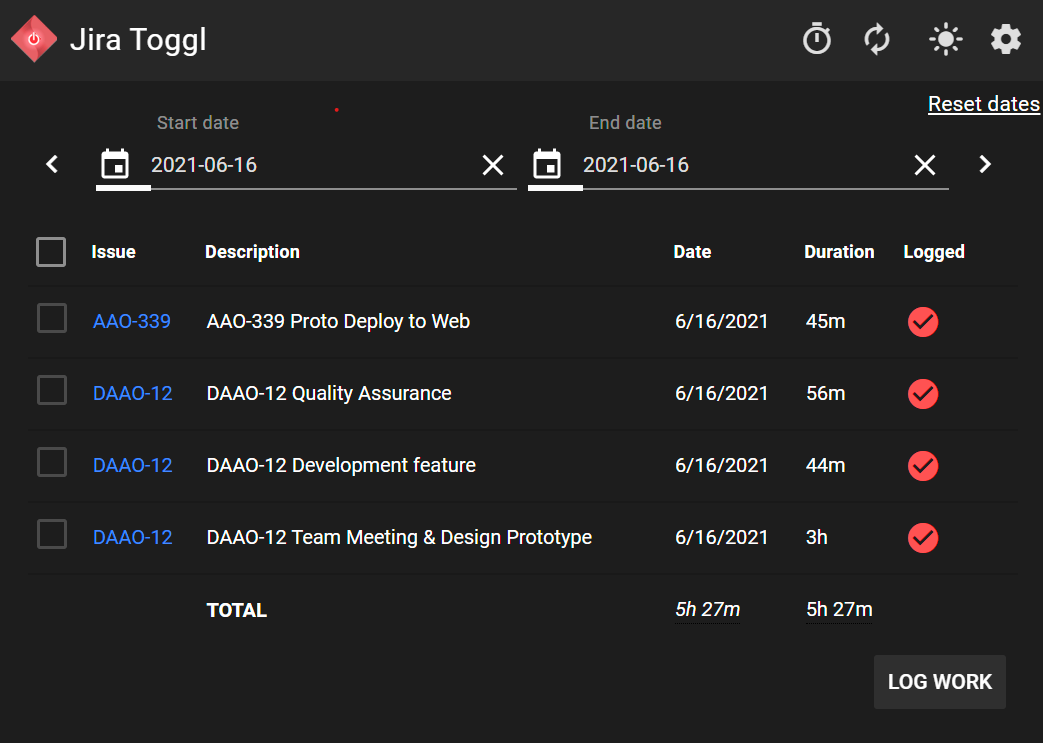 Jira Toggl
Reset dates
Start date
End date
2021-06-16
2021-06-16
Issue Description Date Duration Logged
AAO-339 AAO-339 Proto Deploy to Web 6/16/2021 45m
DAAO-12 DAAO-12 Quality Assurance 6/16/2021 56m
DAAO-12 DAAO-12 Development feature 6/16/2021 44m
DAAO-12 DAAO-12 Team Meeting & Design Prototype 6/16/2021 3h
TOTAL 5h 27m 5h 27m
LOG WORK